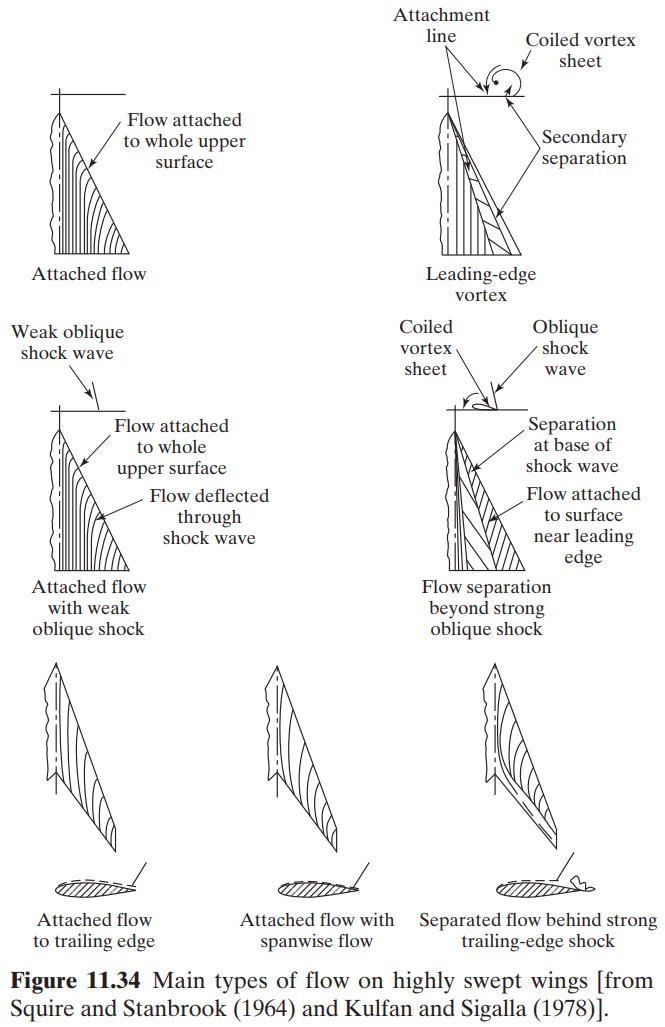 Attachment
line
Coiled vortex
sheet
Flow attached
to whole upper
surface
Secondary
separation
Attached flow
Leading-edge
vortex
Weak oblique
shock wave
Coiled
vortex
sheet
Oblique
shock
wave
Flow attached
to whole
upper surface
Flow deflected
through
shock wave
Separation
at base of
shock wave
Flow attached
to surface
near leading
edge
Attached flow
with weak
oblique shock
Flow separation
beyond strong
oblique shock
Attached flow
to trailing edge
Attached flow with
spanwise flow
Separated flow behind strong
trailing-edge shock
Figure 11.34 Main types of flow on highly swept wings [from
Squire and Stanbrook (1964) and Kulfan and Sigalla (1978)].